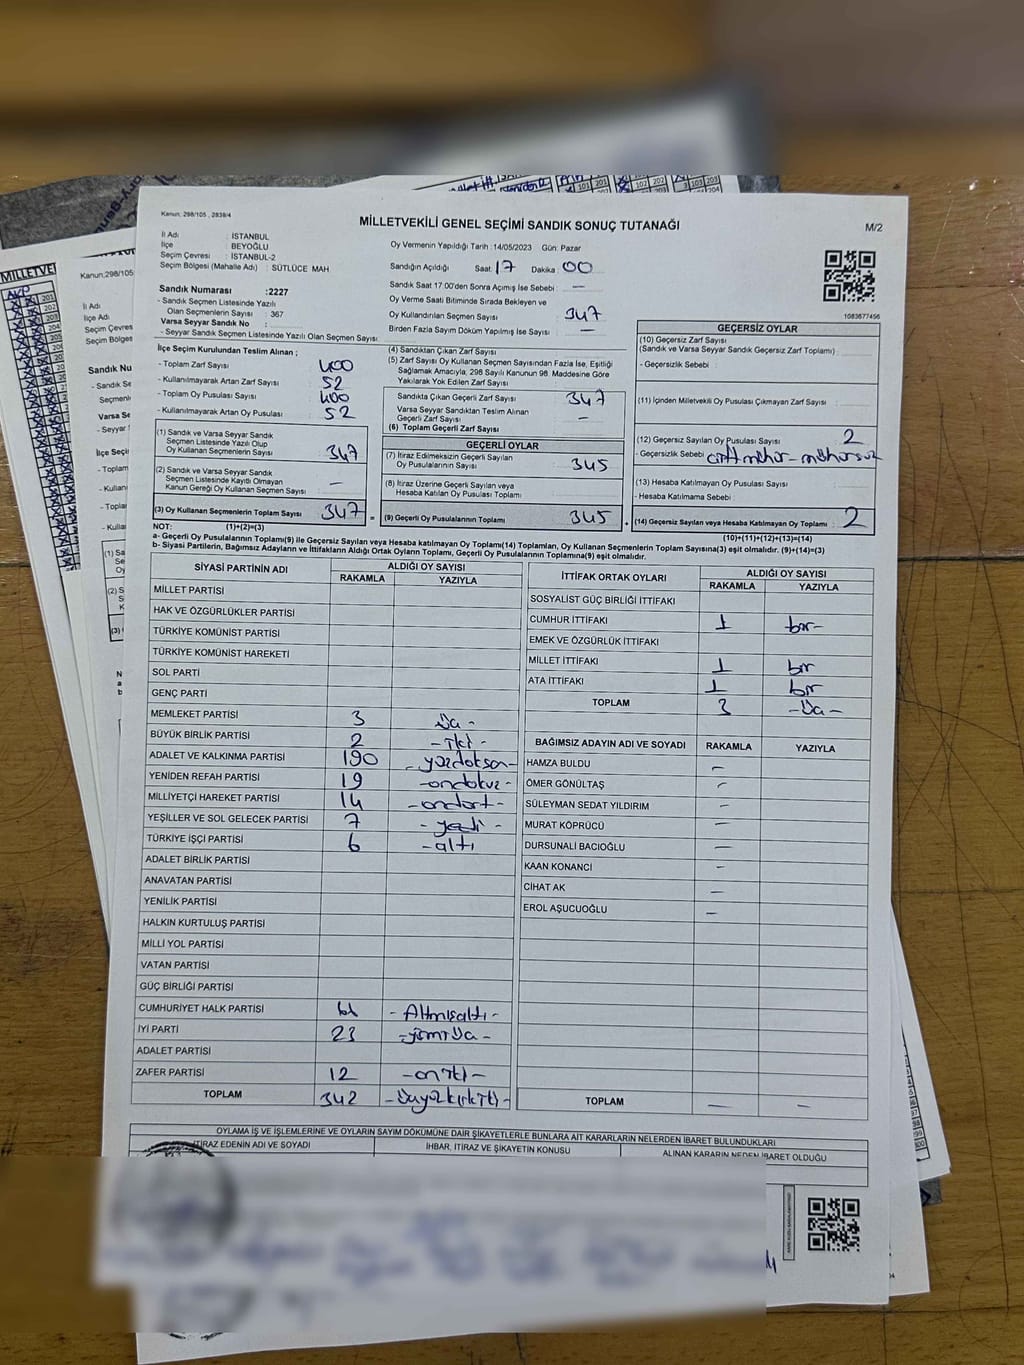 Kanun: 298/105 , 2839/4
MİLLETVEKİLİ GENEL SEÇİMİ SANDIK SONUÇ TUTANAĞI
M/2
İl Adı : İSTANBUL
İlçe : BEYOĞLU
Seçim Çevresi : İSTANBUL-2
Seçim Bölgesi (Mahalle Adı) : SÜTLÜCE MAH
Oy Vermenin Yapıldığı Tarih :14/05/2023 Gün: Pazar
Sandığın Açıldığı Saat: 17 Dakika: 00
Sandık Saat 17:00'den Sonra Açımış İse Sebebi : —
Oy Verme Saati Bitiminde Sırada Bekleyen ve
Oy Kullandırılan Seçmen Sayısı : 347
Birden Fazla Sayım Döküm Yapılmış İse Sayısı : —
1083677456
Sandık Numarası :2227
- Sandık Seçmen Listesinde Yazılı
Olan Seçmenlerin Sayısı : 367
Varsa Seyyar Sandık No :
- Seyyar Sandık Seçmen Listesinde Yazılı Olan Seçmen Sayısı :
İlçe Seçim Kurulundan Teslim Alınan ;
- Toplam Zarf Sayısı : 400
- Kullanılmayarak Artan Zarf Sayısı : 52
- Toplam Oy Pusulası Sayısı : 400
- Kullanılmayarak Artan Oy Pusulası : 52
(1) Sandık ve Varsa Seyyar Sandık
Seçmen Listesinde Yazılı Olup
Oy Kullanan Seçmenlerin Sayısı : 347
(2) Sandık ve Varsa Seyyar Sandık
Seçmen Listesinde Kayıtlı Olmayan
Kanun Gereği Oy Kullanan Seçmen Sayısı : —
(3) Oy Kullanan Seçmenlerin Toplam Sayısı : 347 =
(4) Sandıktan Çıkan Zarf Sayısı :
(5) Zarf Sayısı Oy Kullanan Seçmen Sayısından Fazla İse, Eşitliği
Sağlamak Amacıyla, 298 Sayılı Kanunun 98. Maddesine Göre
Yakılarak Yok Edilen Zarf Sayısı :
Sandıkta Çıkan Geçerli Zarf Sayısı : 347
Varsa Seyyar Sandıktan Teslim Alınan
Geçerli Zarf Sayısı : —
(6) Toplam Geçerli Zarf Sayısı :
GEÇERLİ OYLAR
(7) İtiraz Edilmeksizin Geçerli Sayılan
Oy Pusulalarının Sayısı : 345
(8) İtiraz Üzerine Geçerli Sayılan veya
Hesaba Katılan Oy Pusulası Toplamı :
(9) Geçerli Oy Pusulalarının Toplamı : 345 +
GEÇERSİZ OYLAR
(10) Geçersiz Zarf Sayısı
(Sandık ve Varsa Seyyar Sandık Geçersiz Zarf Toplamı) :
- Geçersizlik Sebebi :
(11) İçinden Milletvekili Oy Pusulası Çıkmayan Zarf Sayısı :
(12) Geçersiz Sayılan Oy Pusulası Sayısı : 2
- Geçersizlik Sebebi : çift mühür - mühürsüz
(13) Hesaba Katılmayan Oy Pusulası Sayısı :
- Hesaba Katılmama Sebebi :
(14) Geçersiz Sayılan veya Hesaba Katılmayan Oy Toplamı : 2
NOT: (1)+(2)=(3)
(10)+(11)+(12)+(13)=(14)
a- Geçerli Oy Pusulalarının Toplamı(9) ile Geçersiz Sayılan veya Hesaba katılmayan Oy Toplamı(14) Toplamları, Oy Kullanan Seçmenlerin Toplam Sayısına(3) eşit olmalıdır. (9)+(14)=(3)
b- Siyasi Partilerin, Bağımsız Adayların ve İttifakların Aldığı Ortak Oyların Toplamı, Geçerli Oy Pusulalarının Toplamına(9) eşit olmalıdır.
SİYASİ PARTİNİN ADI ALDIĞI OY SAYISI
RAKAMLA YAZIYLA
MİLLET PARTİSİ
HAK VE ÖZGÜRLÜKLER PARTİSİ
TÜRKİYE KOMÜNİST PARTİSİ
TÜRKİYE KOMÜNİST HAREKETİ
SOL PARTİ
GENÇ PARTİ
MEMLEKET PARTİSİ 3 Üç -
BÜYÜK BİRLİK PARTİSİ 2 - iki -
ADALET VE KALKINMA PARTİSİ 190 - yüzdoksan -
YENİDEN REFAH PARTİSİ 19 - ondokuz -
MİLLİYETÇİ HAREKET PARTİSİ 14 - ondört -
YEŞİLLER VE SOL GELECEK PARTİSİ 7 - yedi -
TÜRKİYE İŞÇİ PARTİSİ 6 - altı
ADALET BİRLİK PARTİSİ
ANAVATAN PARTİSİ
YENİLİK PARTİSİ
HALKIN KURTULUŞ PARTİSİ
MİLLİ YOL PARTİSİ
VATAN PARTİSİ
GÜÇ BİRLİĞİ PARTİSİ
CUMHURİYET HALK PARTİSİ - Altmışaltı -
İYİ PARTİ 23 - yirmiüç -
ADALET PARTİSİ
ZAFER PARTİSİ 12 - oniki -
TOPLAM 342 - üçyüzkırkiki -
İTTİFAK ORTAK OYLARI ALDIĞI OY SAYISI
RAKAMLA YAZIYLA
SOSYALİST GÜÇ BİRLİĞİ İTTİFAKI
CUMHUR İTTİFAKI 1 bir -
EMEK VE ÖZGÜRLÜK İTTİFAKI
MİLLET İTTİFAKI 1 bir
ATA İTTİFAKI 1 bir
TOPLAM 3 - Üç -
BAĞIMSIZ ADAYIN ADI VE SOYADI RAKAMLA YAZIYLA
HAMZA BULDU —
ÖMER GÖNÜLTAŞ —
SÜLEYMAN SEDAT YILDIRIM —
MURAT KÖPRÜCÜ —
DURSUNALİ BACIOĞLU —
KAAN KONANCI —
CİHAT AK —
EROL AŞUCUOĞLU —
TOPLAM — —
OYLAMA İŞ VE İŞLEMLERİNE VE OYLARIN SAYIM DÖKÜMÜNE DAİR ŞİKAYETLERLE BUNLARA AİT KARARLARIN NELERDEN İBARET BULUNDUKLARI
İTİRAZ EDENİN ADI VE SOYADI İHBAR, İTİRAZ VE ŞİKAYETİN KONUSU ALINAN KARARIN NEDEN İBARET OLDUĞU